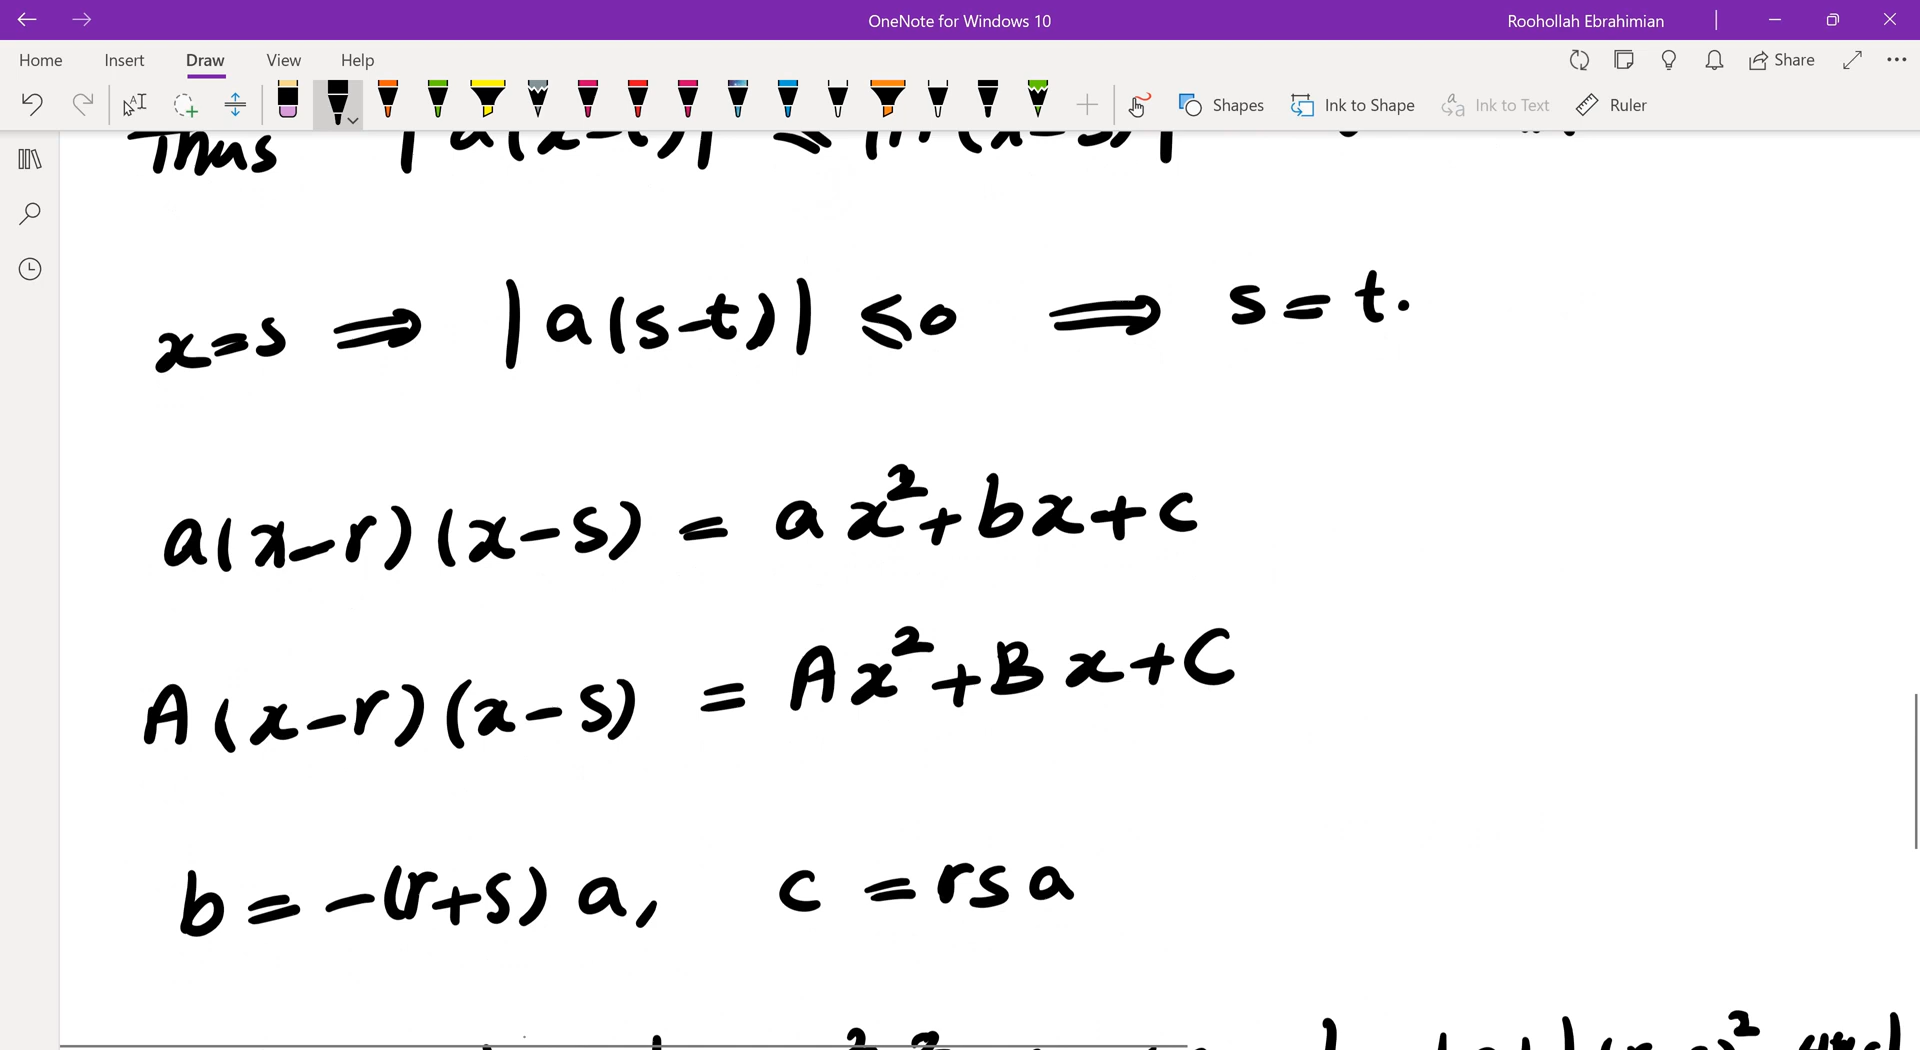 OneNote for Windows 10
Roohollah Ebrahimian
Home Insert Draw View Help
Share
Shapes Ink to Shape Ink to Text Ruler
Thus |a(x-t)| ≤ |A(x-s)|
x=s ⟹ |a(s-t)| ≤0 ⟹ s=t.
a(x-r)(x-s) = ax²+bx+c
A(x-r)(x-s) = Ax²+Bx+C
b=-(r+s)a, c=rsa